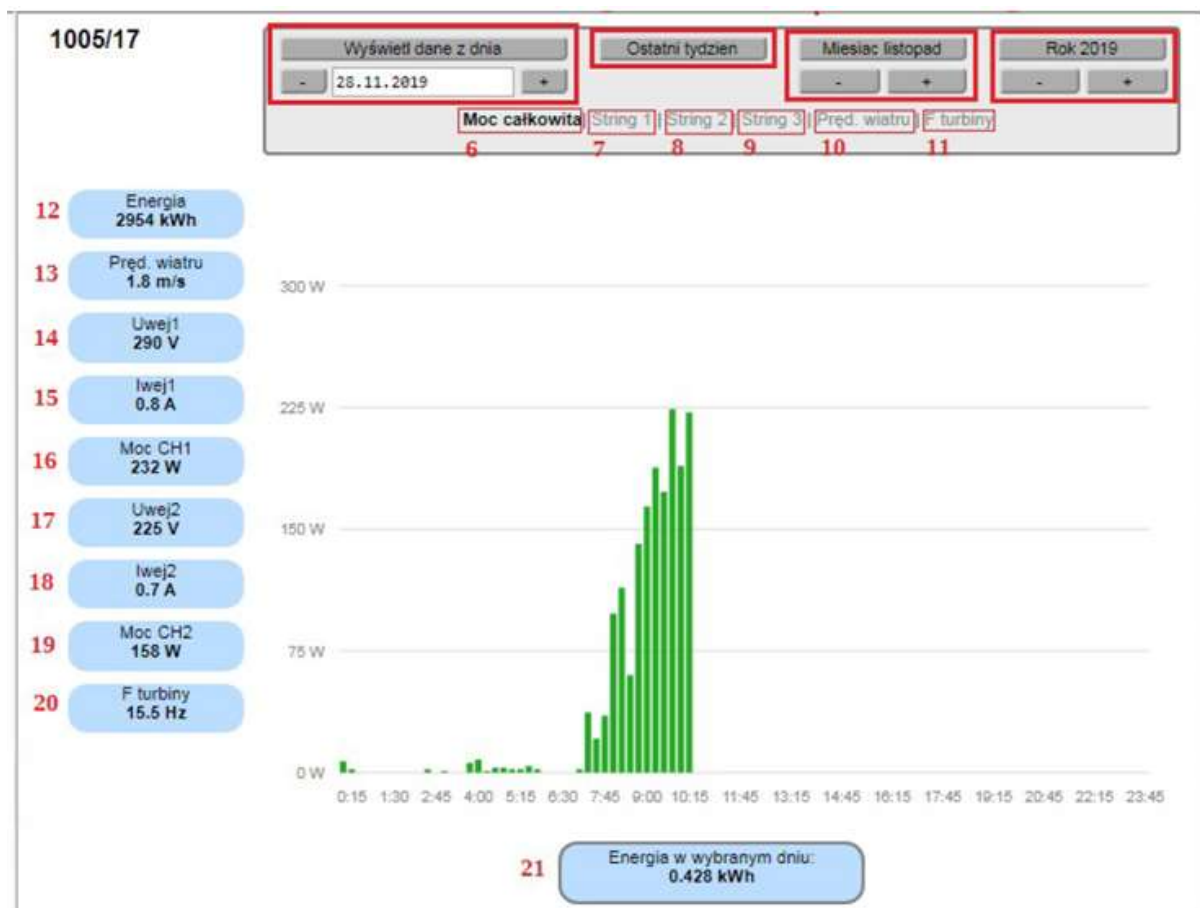 1005/17
Wyświetl dane z dnia
Ostatni tydzien
Miesiac listopad
Rok 2019
- 28.11.2019 +
- +
- +
Moc całkowita| String 1 | String 2 | String 3 | Pręd. wiatru | F turbiny
6 7 8 9 10 11
12 Energia
2954 kWh
13 Pręd. wiatru
1.8 m/s
14 Uwej1
290 V
15 Iwej1
0.8 A
16 Moc CH1
232 W
17 Uwej2
225 V
18 Iwej2
0.7 A
19 Moc CH2
158 W
20 F turbiny
15.5 Hz
300 W
225 W
150 W
75 W
0 W
0:15 1:30 2:45 4:00 5:15 6:30 7:45 9:00 10:15 11:45 13:15 14:45 16:15 17:45 19:15 20:45 22:15 23:45
21 Energia w wybranym dniu:
0.428 kWh